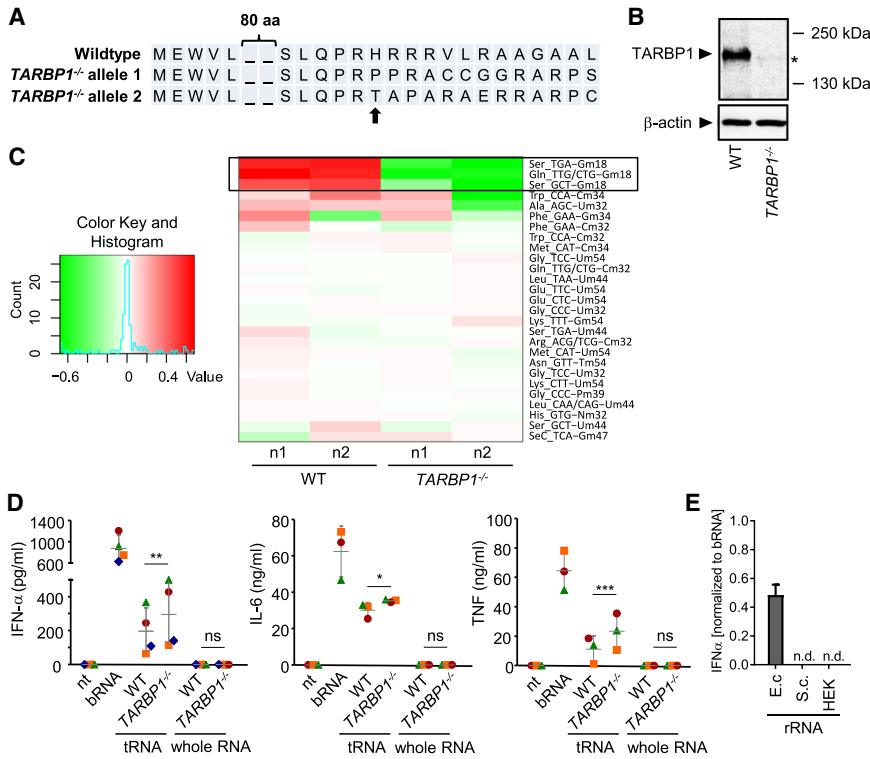 A
80 aa
Wildtype M E W V L _ _ S L Q P R H R R R V L R A A G A A L
TARBP1-/- allele 1 M E W V L _ _ S L Q P R P P R A C C G G R A R P S
TARBP1-/- allele 2 M E W V L _ _ S L Q P R T A P A R A E R R A R P C
B
250 kDa
TARBP1
*
130 kDa
β-actin
WT
TARBP1-/-
C
Color Key and
Histogram
Count
0 10 20
−0.6 0 0.4 Value
Ser_TGA−Gm18
Gln_TTG/CTG−Gm18
Ser_GCT−Gm18
Trp_CCA−Cm34
Ala_AGC−Um32
Phe_GAA−Gm34
Phe_GAA−Cm32
Trp_CCA−Cm32
Met_CAT−Cm34
Gly_TCC−Um54
Gln_TTG/CTG−Cm32
Leu_TAA−Um44
Glu_TTC−Um54
Glu_CTC−Um54
Gly_CCC−Um32
Lys_TTT−Gm54
Ser_TGA−Um44
Arg_ACG/TCG−Cm32
Met_CAT−Um54
Asn_GTT−Tm54
Gly_TCC−Um32
Lys_CTT−Um54
Gly_CCC−Pm39
Leu_CAA/CAG−Um44
His_GTG−Nm32
Ser_GCT−Um44
SeC_TCA−Gm47
n1 n2 n1 n2
WT TARBP1-/-
D
IFN-α (pg/ml)
1400
1000
600
400
200
0
**
ns
nt bRNA WT TARBP1-/- WT TARBP1-/-
tRNA whole RNA
IL-6 (ng/ml)
80
60
40
20
0
*
ns
nt bRNA WT TARBP1-/- WT TARBP1-/-
tRNA whole RNA
TNF (ng/ml)
100
80
60
40
20
0
***
ns
nt bRNA WT TARBP1-/- WT TARBP1-/-
tRNA whole RNA
E
IFNα [normalized to bRNA]
1.0
0.8
0.6
0.4
0.2
0.0
n.d. n.d.
E.c S.c. HEK
rRNA